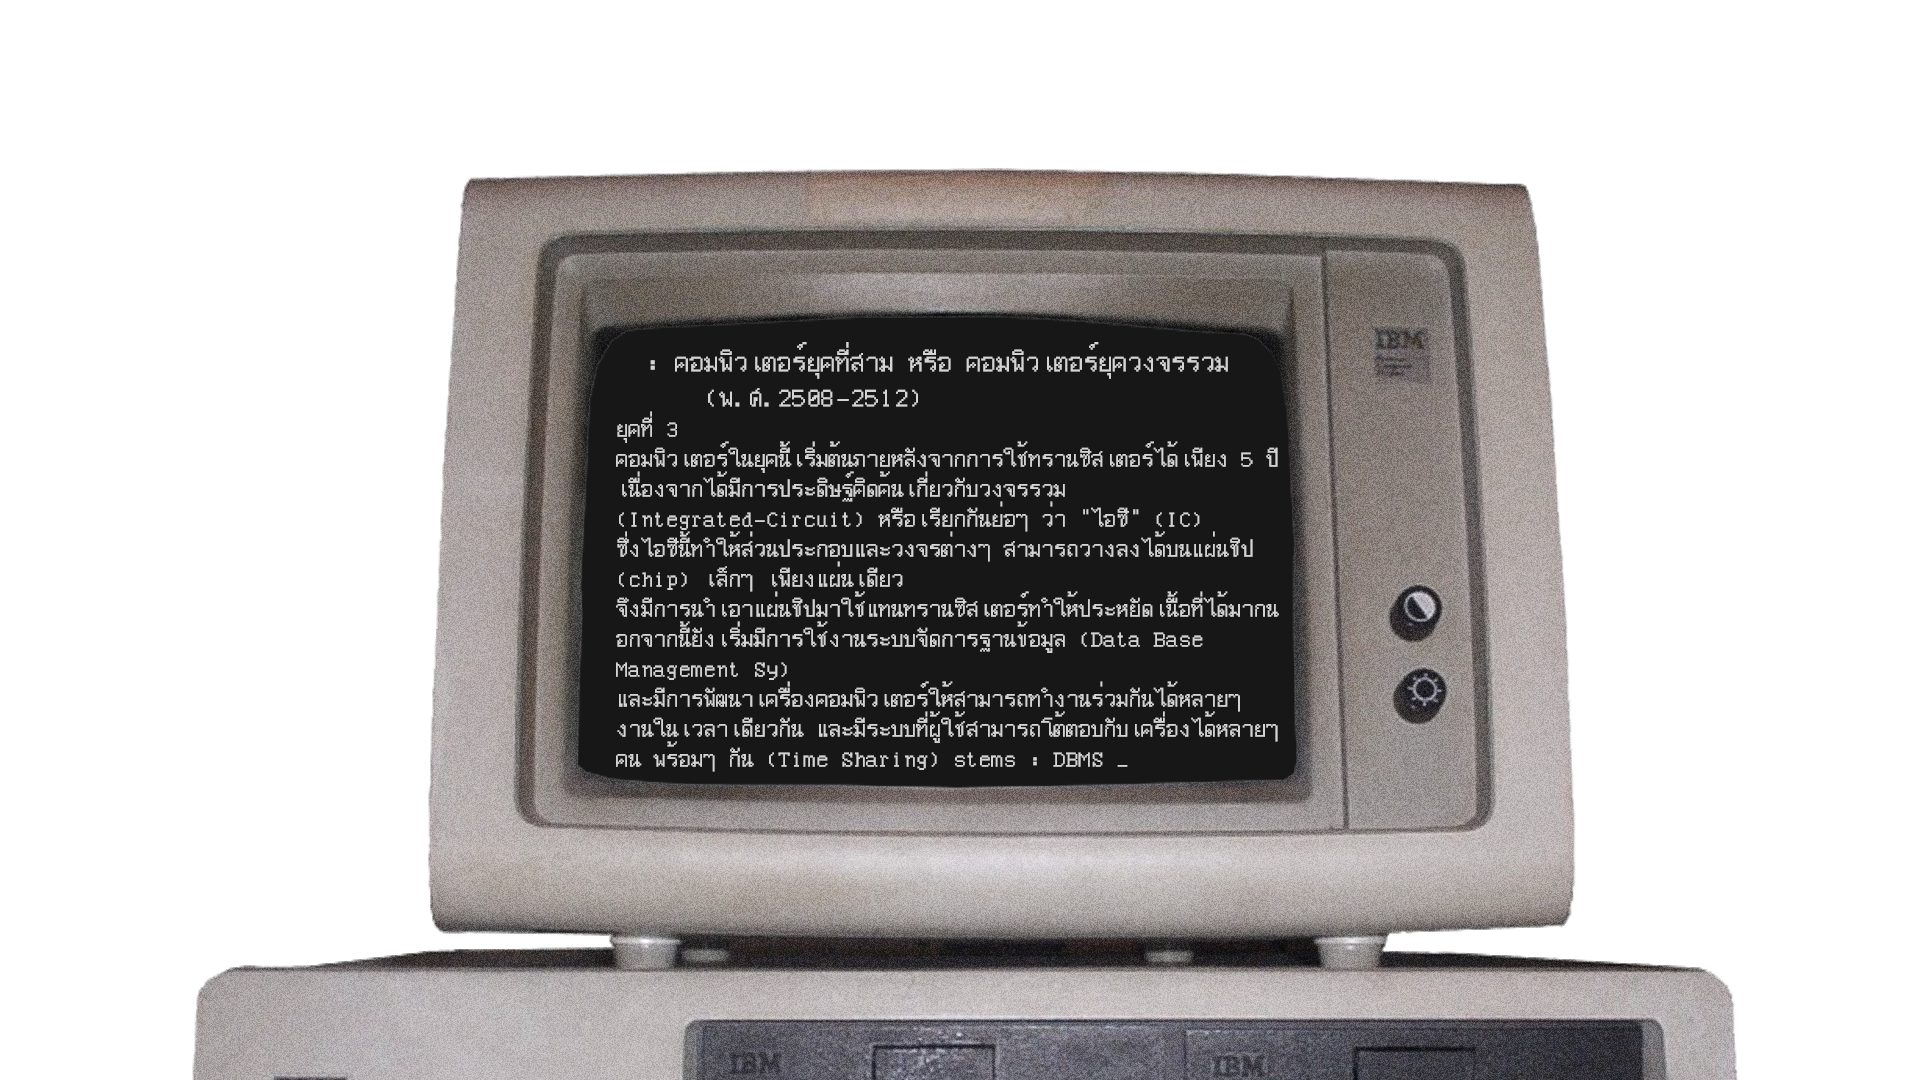 : คอมพิวเตอร์ยุคที่สาม หรือ คอมพิวเตอร์ยุควงจรรวม
(พ.ศ.2508-2512)
ยุคที่ 3
คอมพิวเตอร์ในยุคนี้เริ่มต้นภายหลังจากการใช้ทรานซิสเตอร์ได้เพียง 5 ปี
เนื่องจากได้มีการประดิษฐ์คิดค้นเกี่ยวกับวงจรรวม
(Integrated-Circuit) หรือเรียกกันย่อๆ ว่า "ไอซี" (IC)
ซึ่งไอซีนี้ทำให้ส่วนประกอบและวงจรต่างๆ สามารถวางลงได้บนแผ่นชิป
(chip) เล็กๆ เพียงแผ่นเดียว
จึงมีการนำเอาแผ่นชิปมาใช้แทนทรานซิสเตอร์ทำให้ประหยัดเนื้อที่ได้มากน
อกจากนี้ยังเริ่มมีการใช้งานระบบจัดการฐานข้อมูล (Data Base
Management Sy)
และมีการพัฒนาเครื่องคอมพิวเตอร์ให้สามารถทำงานร่วมกันได้หลายๆ
งานในเวลาเดียวกัน และมีระบบที่ผู้ใช้สามารถโต้ตอบกับเครื่องได้หลายๆ
คน พร้อมๆ กัน (Time Sharing) stems : DBMS _
IBM
IBM
IBM